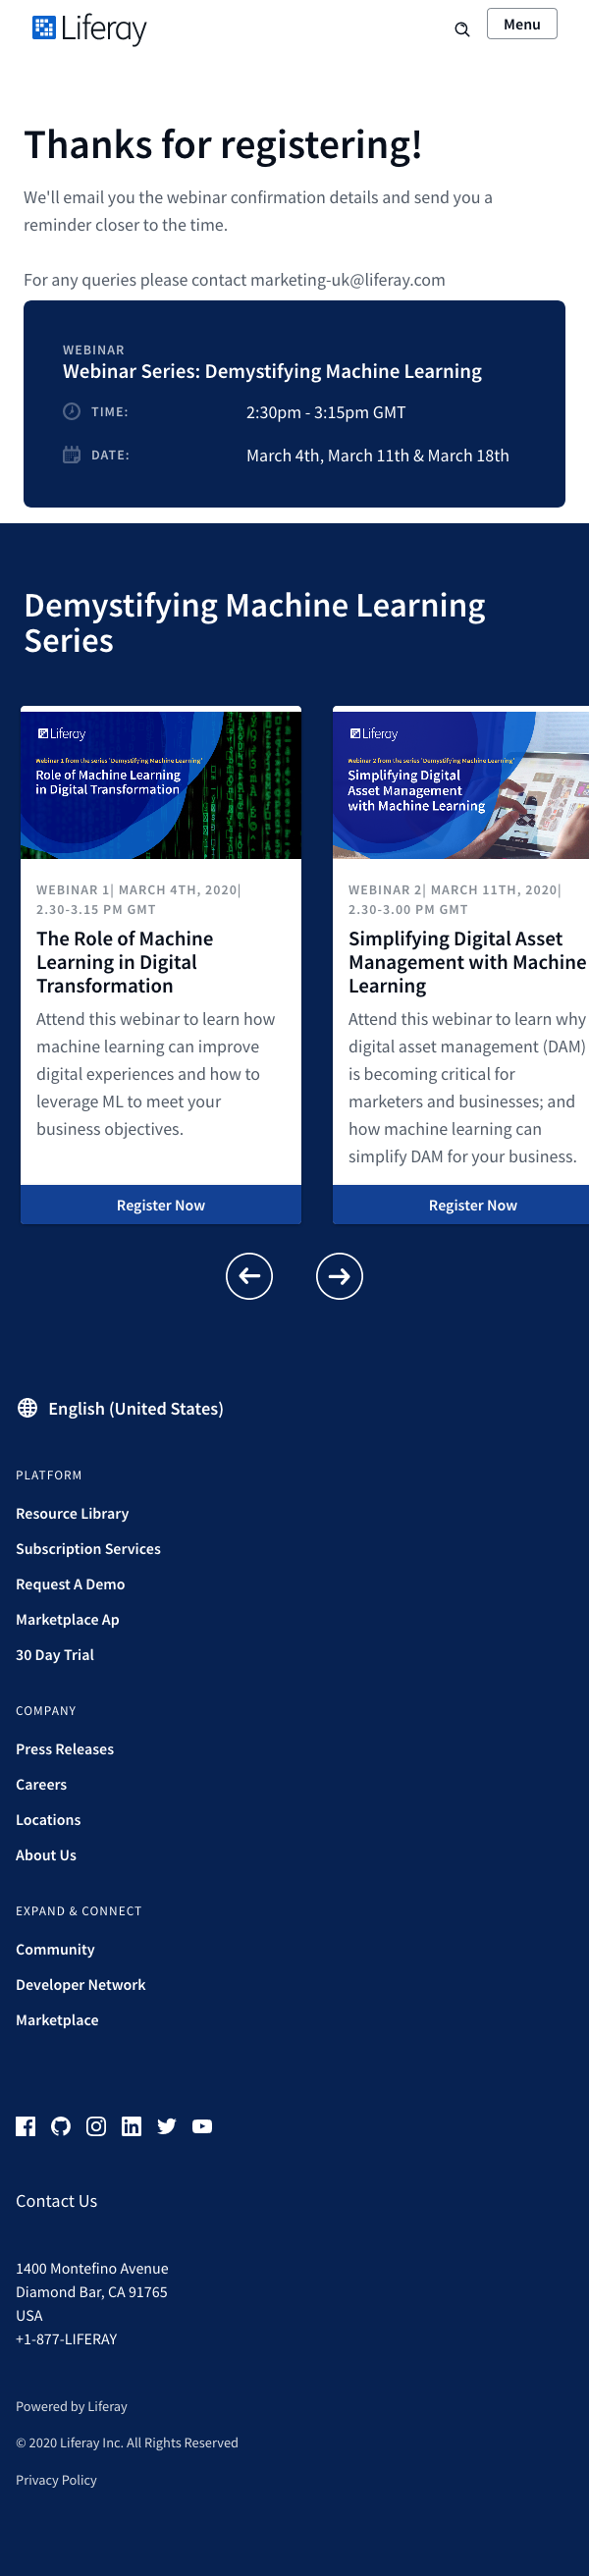 Liferay
Menu
Thanks for registering!
We'll email you the webinar confirmation details and send you a
reminder closer to the time.
For any queries please contact marketing-uk@liferay.com
WEBINAR
Webinar Series: Demystifying Machine Learning
TIME: 2:30pm - 3:15pm GMT
DATE: March 4th, March 11th & March 18th
Demystifying Machine Learning
Series
Liferay
Webinar 1 from the series 'Demystifying Machine Learning'
Role of Machine Learning
in Digital Transformation
WEBINAR 1| MARCH 4TH, 2020|
2.30-3.15 PM GMT
The Role of Machine
Learning in Digital
Transformation
Attend this webinar to learn how
machine learning can improve
digital experiences and how to
leverage ML to meet your
business objectives.
Register Now
Liferay
Webinar 2 from the series 'Demystifying Machine Learning'
Simplifying Digital
Asset Management
with Machine Learning
WEBINAR 2| MARCH 11TH, 2020|
2.30-3.00 PM GMT
Simplifying Digital Asset
Management with Machine
Learning
Attend this webinar to learn why
digital asset management (DAM)
is becoming critical for
marketers and businesses; and
how machine learning can
simplify DAM for your business.
Register Now
English (United States)
PLATFORM
Resource Library
Subscription Services
Request A Demo
Marketplace Ap
30 Day Trial
COMPANY
Press Releases
Careers
Locations
About Us
EXPAND & CONNECT
Community
Developer Network
Marketplace
Contact Us
1400 Montefino Avenue
Diamond Bar, CA 91765
USA
+1-877-LIFERAY
Powered by Liferay
© 2020 Liferay Inc. All Rights Reserved
Privacy Policy